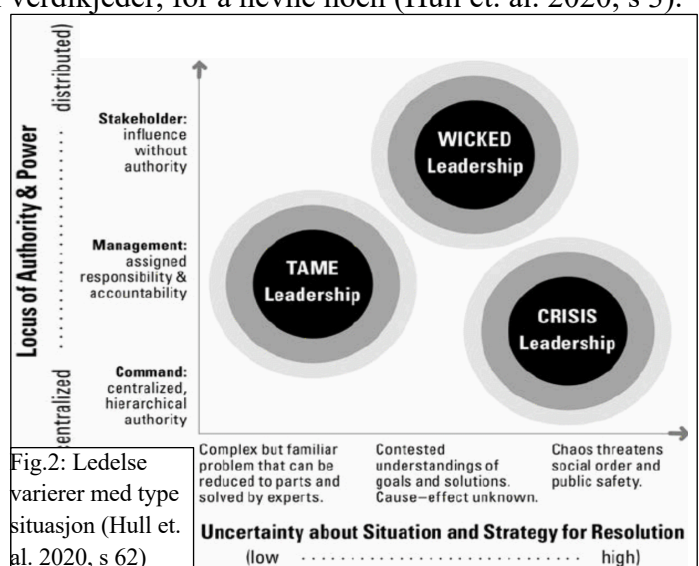 verdikjeder, for å nevne noen (Hull et. al. 2020, s 5).
distributed)
Locus of Authority & Power
centralized
Stakeholder:
influence
without
authority
Management:
assigned
responsibility &
accountability
Command:
centralized,
hierarchical
authority
WICKED
Leadership
TAME
Leadership
CRISIS
Leadership
Complex but familiar
problem that can be
reduced to parts and
solved by experts.
Contested
understandings of
goals and solutions.
Cause–effect unknown.
Chaos threatens
social order and
public safety.
Uncertainty about Situation and Strategy for Resolution
(low . . . . . . . . . . . . . . . . . . . . . . . . . . . . high)
Fig.2: Ledelse
varierer med type
situasjon (Hull et.
al. 2020, s 62)